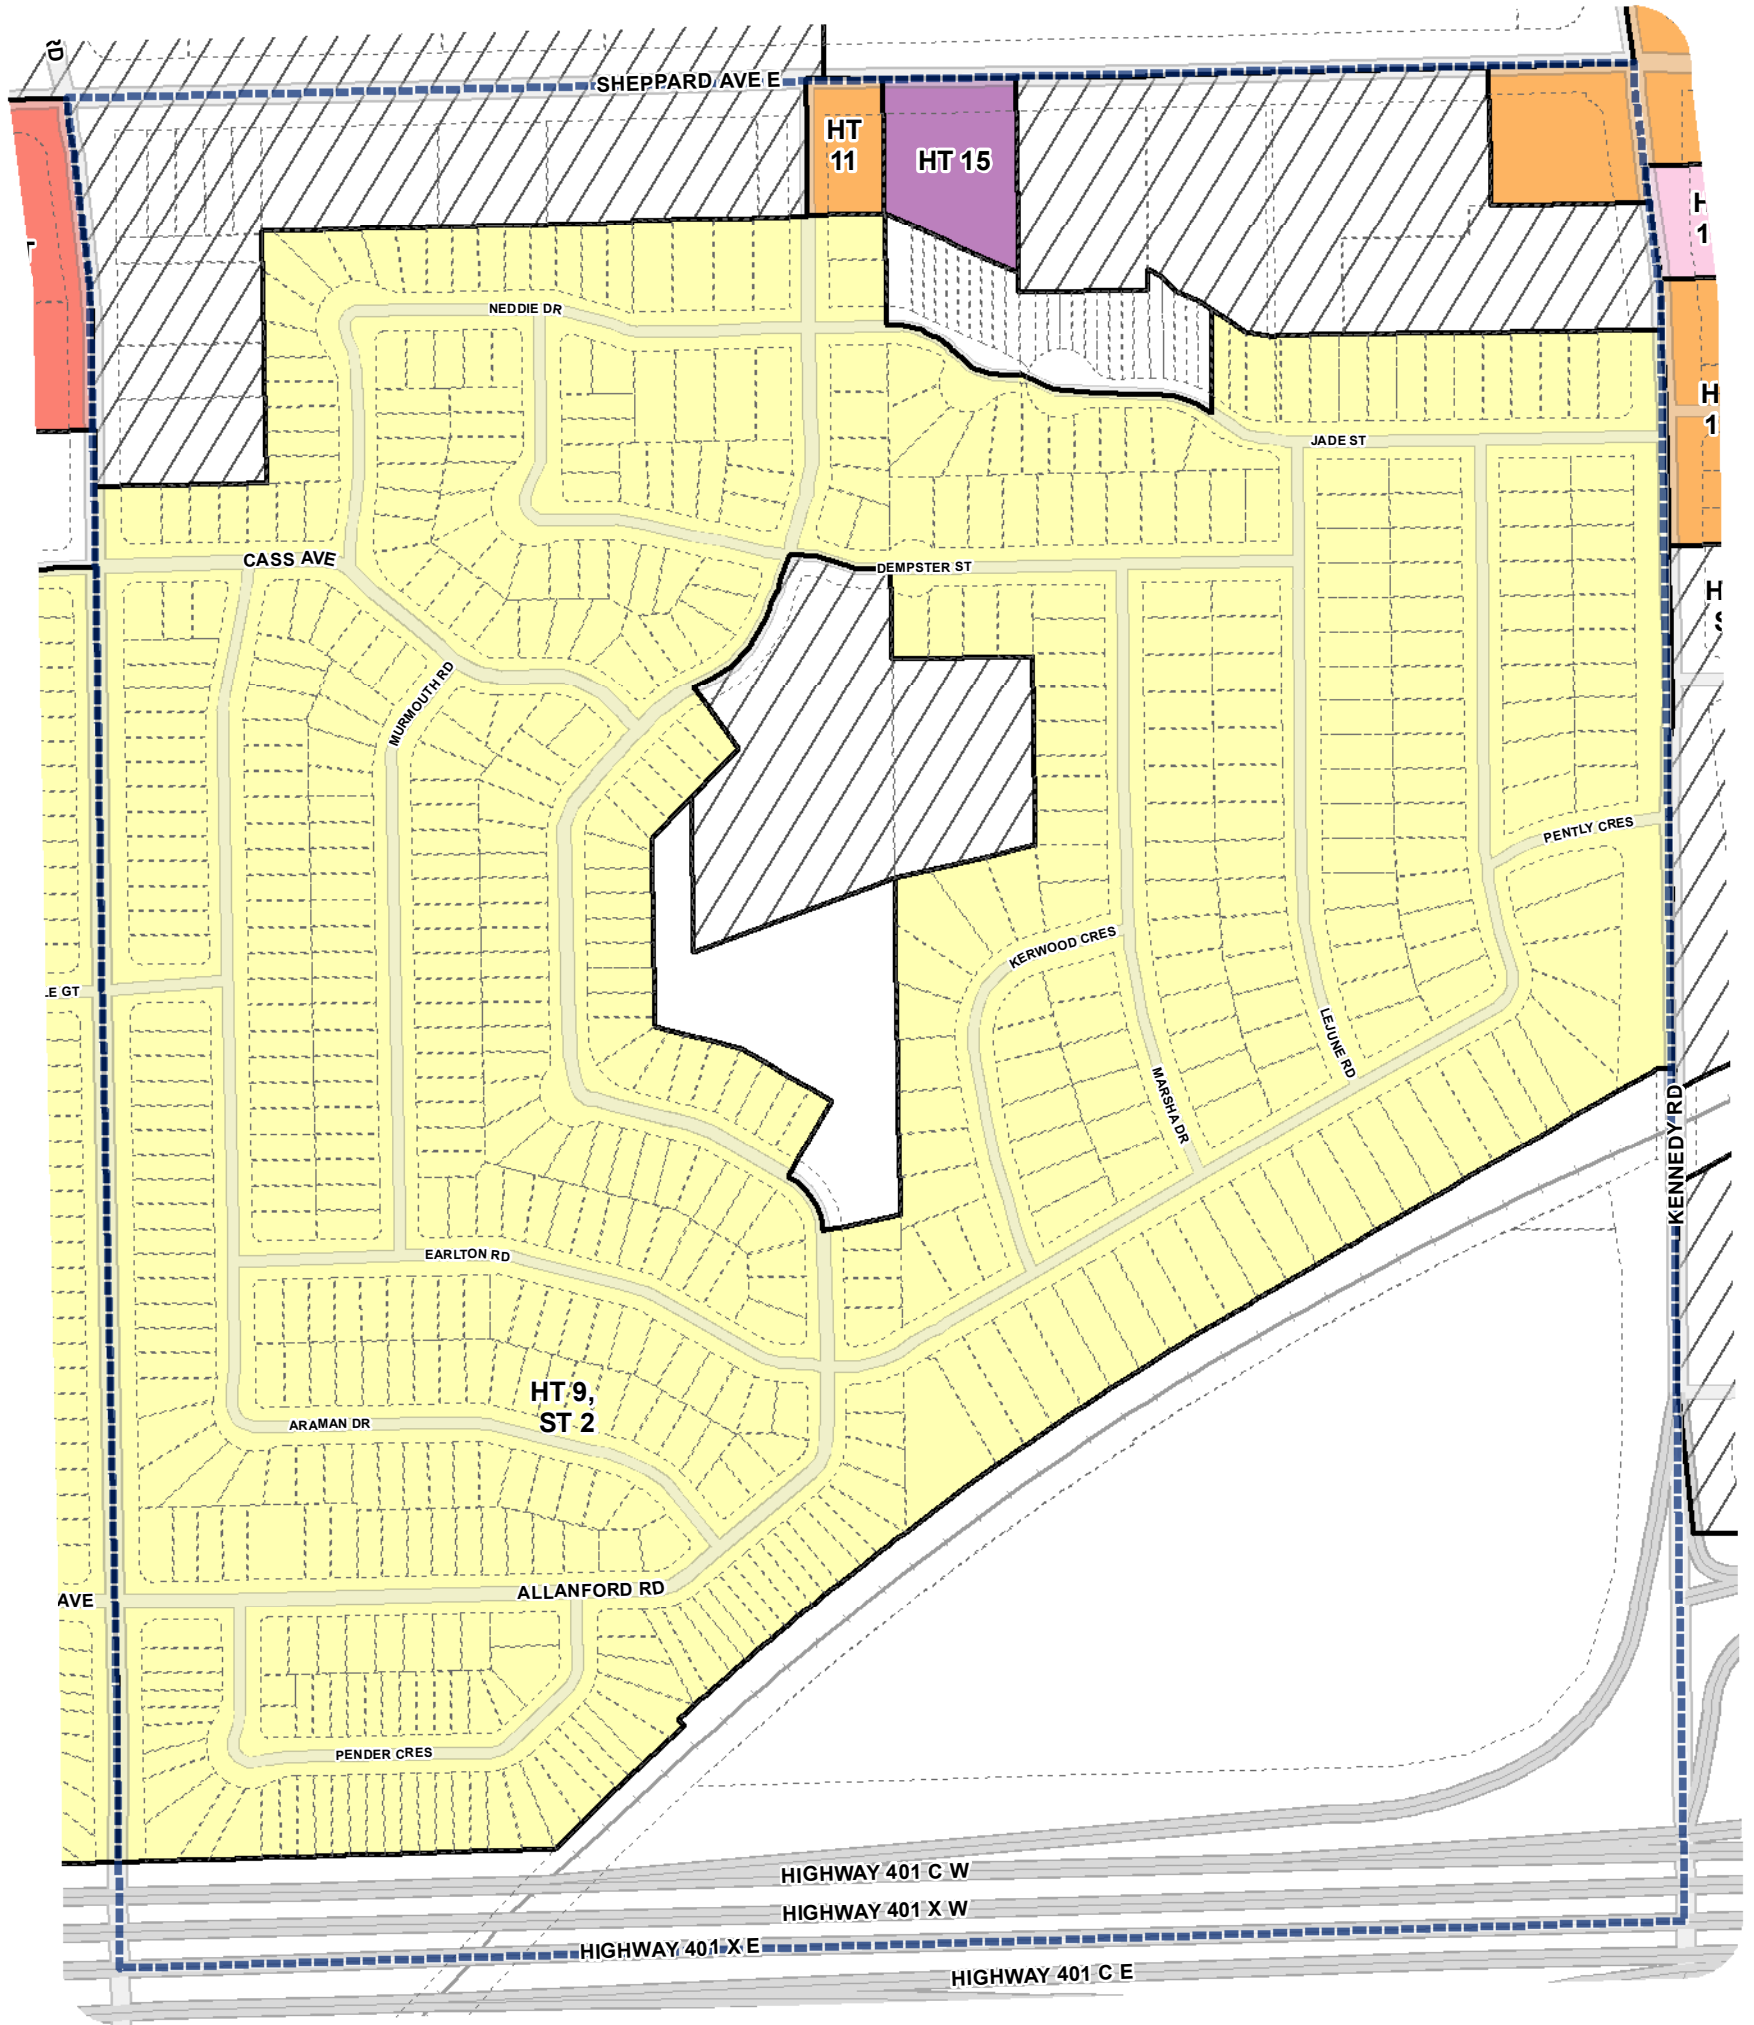 SHEPPARD AVE E
HT
11
HT 15
NEDDIE DR
JADE ST
CASS AVE
DEMPSTER ST
MURMOUTH RD
PENTLY CRES
KERWOOD CRES
LE GT
LEJUNE RD
MARSHA DR
KENNEDY RD
EARLTON RD
HT 9,
ST 2
ARAMAN DR
ALLANFORD RD
AVE
PENDER CRES
HIGHWAY 401 C W
HIGHWAY 401 X W
HIGHWAY 401 X E
HIGHWAY 401 C E